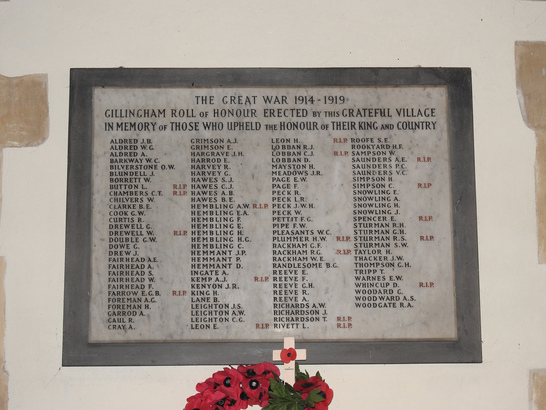 THE GREAT WAR 1914-1919
GILLINGHAM ROLL OF HONOUR ERECTED BY THIS GRATEFUL VILLAGE
IN MEMORY OF THOSE WHO UPHELD THE HONOUR OF THEIR KING AND COUNTRY
ALDRED J.B.
ALDRED W.G.
ALDRED A.
BARKWAY W.C.
BILVERSTONE O.W.
BLUNDELL J.
BORRETT W.
BUTTON L. R.I.P.
CHAMBERS C.T. R.I.P.
CHILVERS W.
CLARKE B.E.
COOK G.W.
CURTIS R.
DREWELL G.
DREWELL W. R.I.P.
DOUBLE G.W.
DOWE G.
DREW J.
FAIRHEAD A.E.
FAIRHEAD A.
FAIRHEAD S.
FAIRHEAD W.
FAIRHEAD F.
FARROW E.G.B. R.I.P.
FOREMAN A.G.
FOREMAN H.
GARROD A.
GAUL R.
GRAY A.
GRIMSON A.J.
GRIMSON E.
HARGRAVE J.H.
HARROD E.
HARVEY R.
HARVEY G.
HAWES S.J.
HAWES G.J.
HAWES A.B.
HAWES B.E.
HEMBLING A.W. R.I.P.
HEMBLING E.A.
HEMBLING F.
HEMBLING E.
HEMBLING H.
HEMBLING H.G.
HEMBLING C.
HEMMANT J.P.
HEMMANT P.
HEMMANT D.
INGATE A.
KEMP A.J. R.I.P.
KENYON J.R.
KING H.
LANE B.
LEIGHTON J.S.
LEIGHTON A.W.
LEIGHTON C.G.
LEON E. R.I.P.
LEON H. R.I.P.
LOBBAN R.J.
LOBBAN C.J. R.I.P.
LOBBAN D.
MAYSTON H.
MEADOWS J.R.
PAGE E.W.
PAGE F.
PECK R.
PECK L.R.
PECK J.W.H.
PECK W.
PETTIT F.G.
PIPE F.W.
PLEASANTS W.C.
PLUMMER H.W. R.I.P.
RACKHAM G.F.
RACKHAM R.G. R.I.P.
RACKHAM W.E.
RANDLESOME B.G.
REEVE E.
REEVE F.
REEVE G.H.
REEVE R.
REEVE A.
RICHARDS A.W.
RICHARDSON J.
RICHARDSON T. R.I.P.
RIVETT L. R.I.P.
ROOFE S.E.
ROOKYARD H.F.
SAMPSON W.
SAUNDERS A.E. R.I.P.
SAUNDERS P.C.
SAUNDERS V.C.
SIMPSON H.
SIMPSON C. R.I.P.
SNOWLING E.
SNOWLING A.
SNOWLING H.
SNOWLING J.
SPENCER E. R.I.P.
STURMAN R.H.
STURMAN G.H.
STURMAN R.S. R.I.P.
STURMAN S.W.
TAYLOR H.
THACKER J.W.
THOMPSON G.H.
TRIPP T.
WARNES E.W.
WHINCUP D. R.I.P.
WOODARD G.
WOODWARD A.S.
WOODGATE R.A.